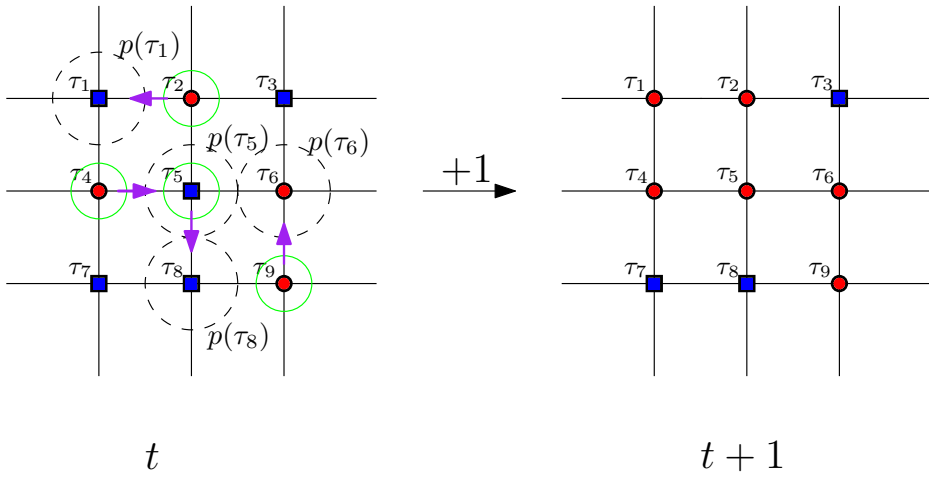 p(τ₁)
τ₁ τ₂ τ₃ τ₁ τ₂ τ₃
p(τ₅) p(τ₆)
τ₄ τ₅ τ₆ +1 τ₄ τ₅ τ₆
τ₇ τ₈ τ₉ τ₇ τ₈ τ₉
p(τ₈)
t t + 1